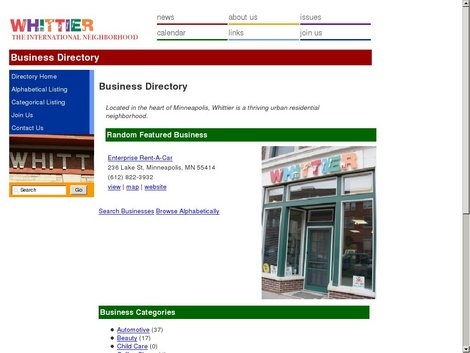 WHITTIER
THE INTERNATIONAL NEIGHBORHOOD
news about us issues
calendar links join us
Business Directory
Directory Home
Alphabetical Listing
Categorical Listing
Join Us
Contact Us
WHITT
Search Go
Business Directory
Located in the heart of Minneapolis, Whittier is a thriving urban residential
neighborhood.
Random Featured Business
Enterprise Rent-A-Car
236 Lake St, Minneapolis, MN 55414
(612) 822-3932
view | map | website
Search Businesses Browse Alphabetically
WHITTIER
Business Categories
Automotive (37)
Beauty (17)
Child Care (0)